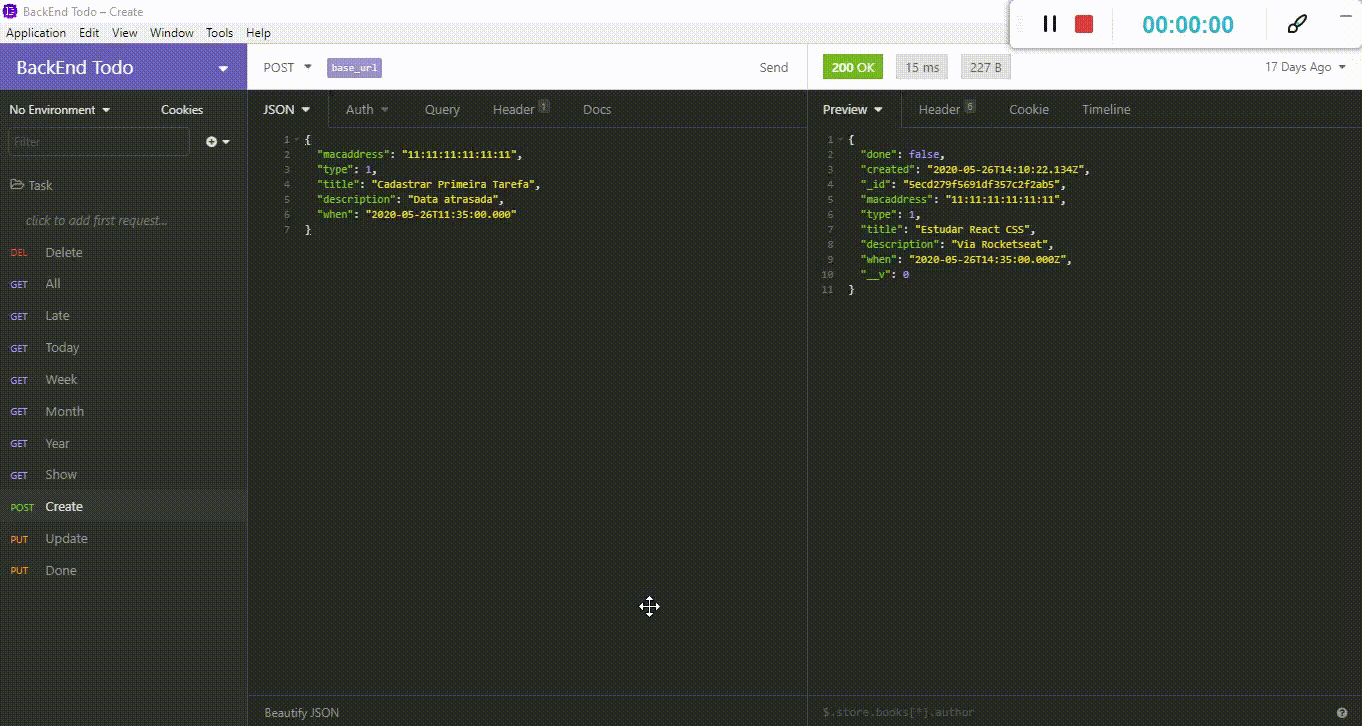 BackEnd Todo – Create
Application Edit View Window Tools Help
00:00:00
BackEnd Todo
POST base_url Send
200 OK 15 ms 227 B 17 Days Ago
No Environment Cookies
JSON Auth Query Header 1 Docs
Preview Header 6 Cookie Timeline
Filter
Task
click to add first request...
DEL Delete
GET All
GET Late
GET Today
GET Week
GET Month
GET Year
GET Show
POST Create
PUT Update
PUT Done
1 {
2 "macaddress": "11:11:11:11:11:11",
3 "type": 1,
4 "title": "Cadastrar Primeira Tarefa",
5 "description": "Data atrasada",
6 "when": "2020-05-26T11:35:00.000"
7 }
Beautify JSON
1 {
2 "done": false,
3 "created": "2020-05-26T14:10:22.134Z",
4 "_id": "5ecd279f5691df357c2f2ab5",
5 "macaddress": "11:11:11:11:11:11",
6 "type": 1,
7 "title": "Estudar React CSS",
8 "description": "Via Rocketseat",
9 "when": "2020-05-26T14:35:00.000Z",
10 "__v": 0
11 }
$.store.books[*].author